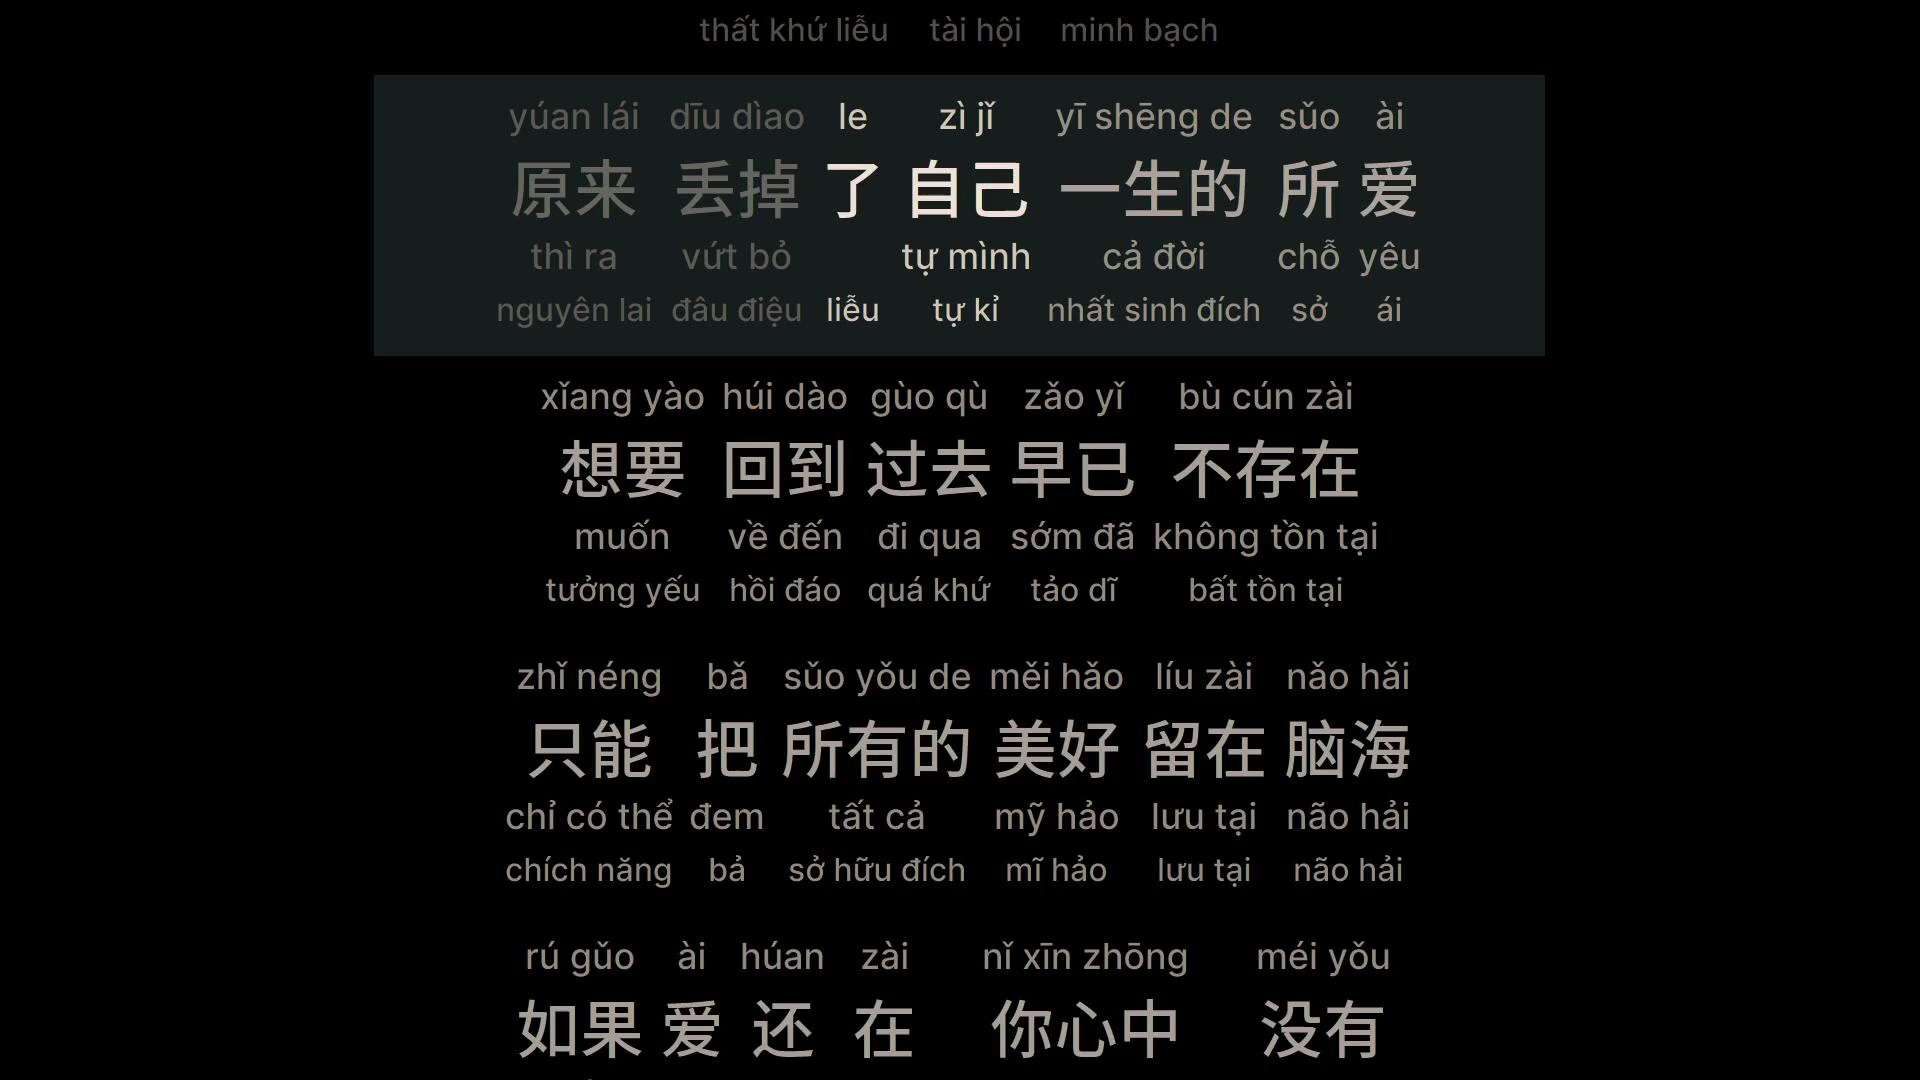 thất khứ liễu tài hội minh bạch
yúan lái dīu dìao le zì jǐ yī shēng de sǔo ài
原来 丢掉 了 自己 一生的 所 爱
thì ra vứt bỏ tự mình cả đời chỗ yêu
nguyên lai đâu điệu liễu tự kỉ nhất sinh đích sở ái
xǐang yào húi dào gùo qù zǎo yǐ bù cún zài
想要 回到 过去 早已 不存在
muốn về đến đi qua sớm đã không tồn tại
tưởng yếu hồi đáo quá khứ tảo dĩ bất tồn tại
zhǐ néng bǎ sǔo yǒu de měi hǎo líu zài nǎo hǎi
只能 把 所有的 美好 留在 脑海
chỉ có thể đem tất cả mỹ hảo lưu tại não hải
chích năng bả sở hữu đích mĩ hảo lưu tại não hải
rú gǔo ài húan zài nǐ xīn zhōng méi yǒu
如果 爱 还 在 你心中 没有